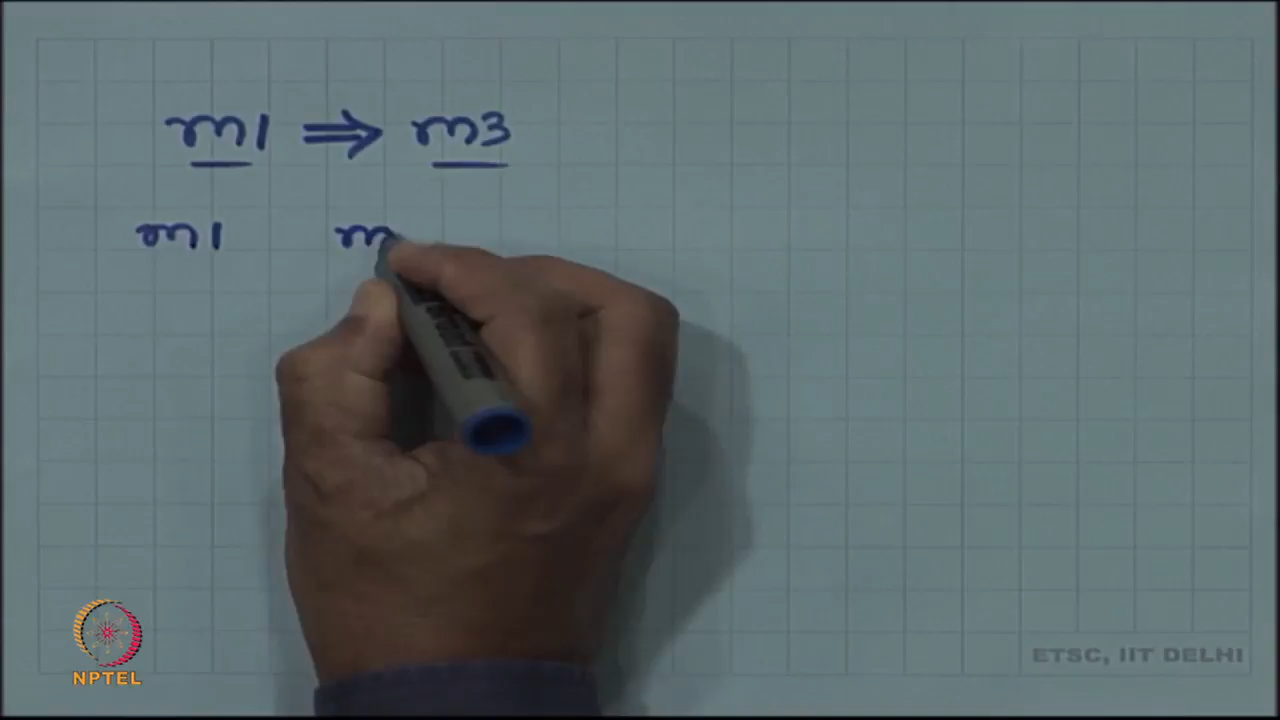 m1 ⇒ m3
m1 m
NPTEL
ETSC, IIT DELHI